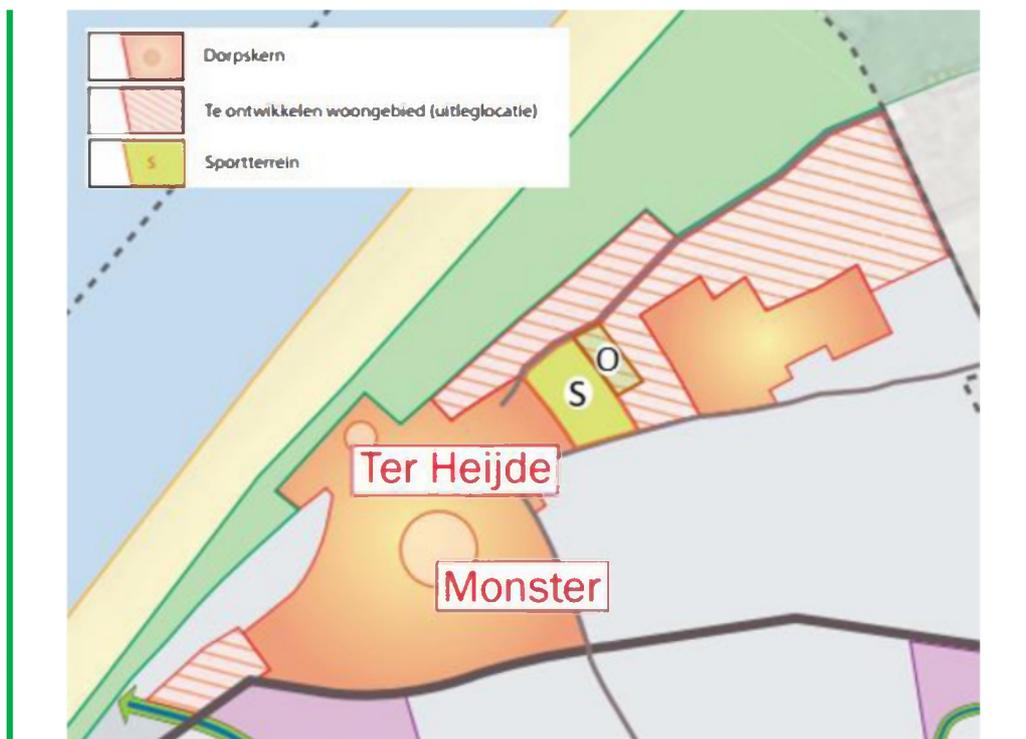 Dorpskern
Te ontwikkelen woongebied (uitleglocatie)
S
Sportterrein
O
S
Ter Heijde
Monster